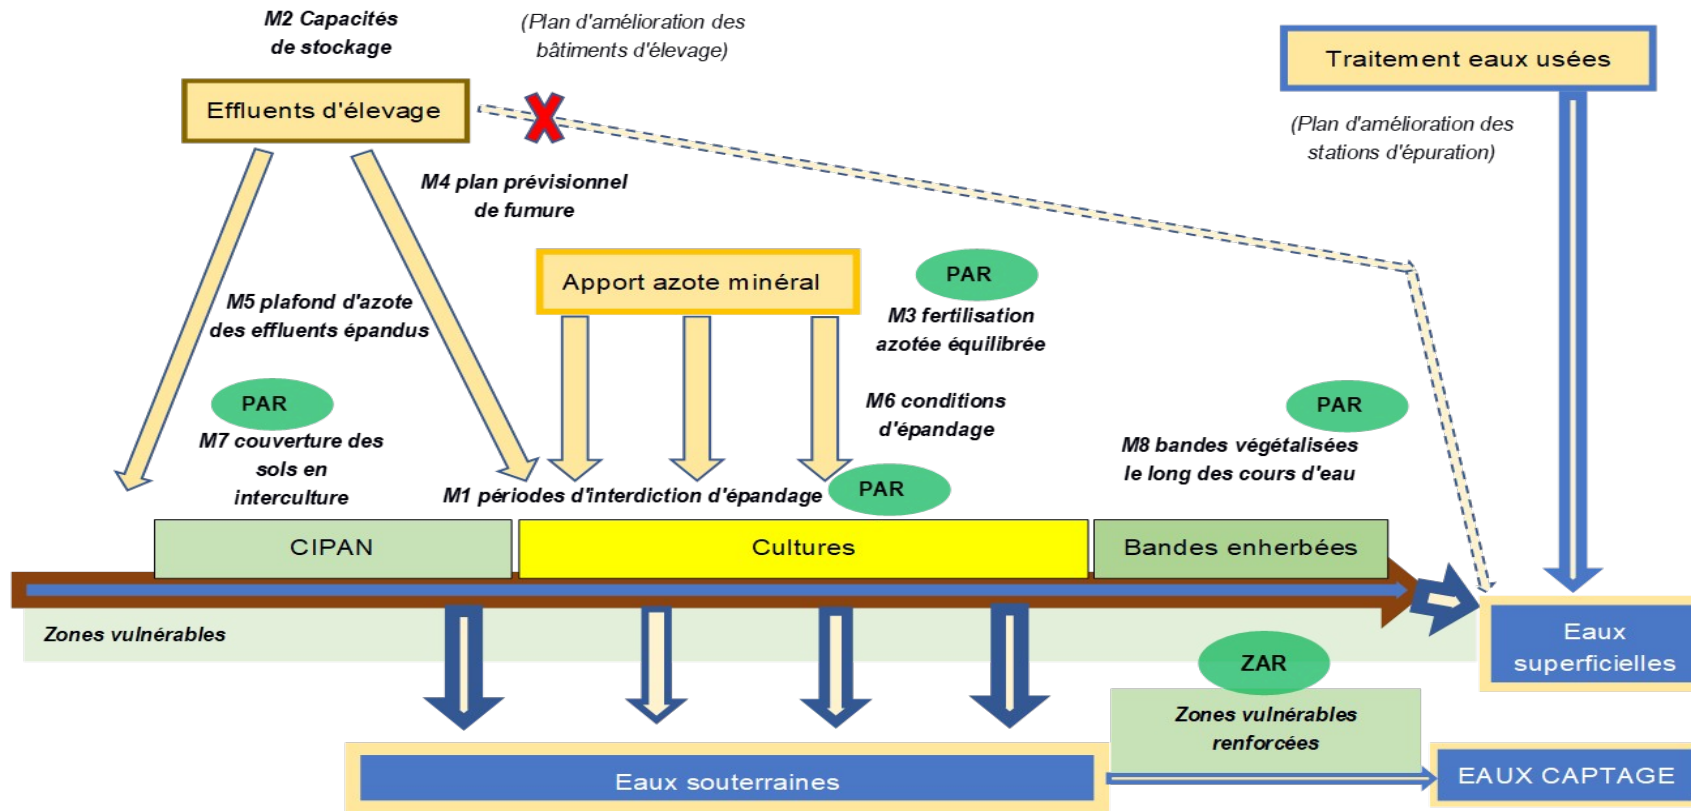 M2 Capacités
de stockage
(Plan d'amélioration des
bâtiments d'élevage)
Traitement eaux usées
Effluents d'élevage
(Plan d'amélioration des
stations d'épuration)
M4 plan prévisionnel
de fumure
Apport azote minéral
PAR
M5 plafond d'azote
des effluents épandus
M3 fertilisation
azotée équilibrée
PAR
M7 couverture des
sols en
interculture
M6 conditions
d'épandage
PAR
M8 bandes végétalisées
le long des cours d'eau
M1 périodes d'interdiction d'épandage
PAR
CIPAN
Cultures
Bandes enherbées
Zones vulnérables
Eaux
superficielles
ZAR
Zones vulnérables
renforcées
Eaux souterraines
EAUX CAPTAGE